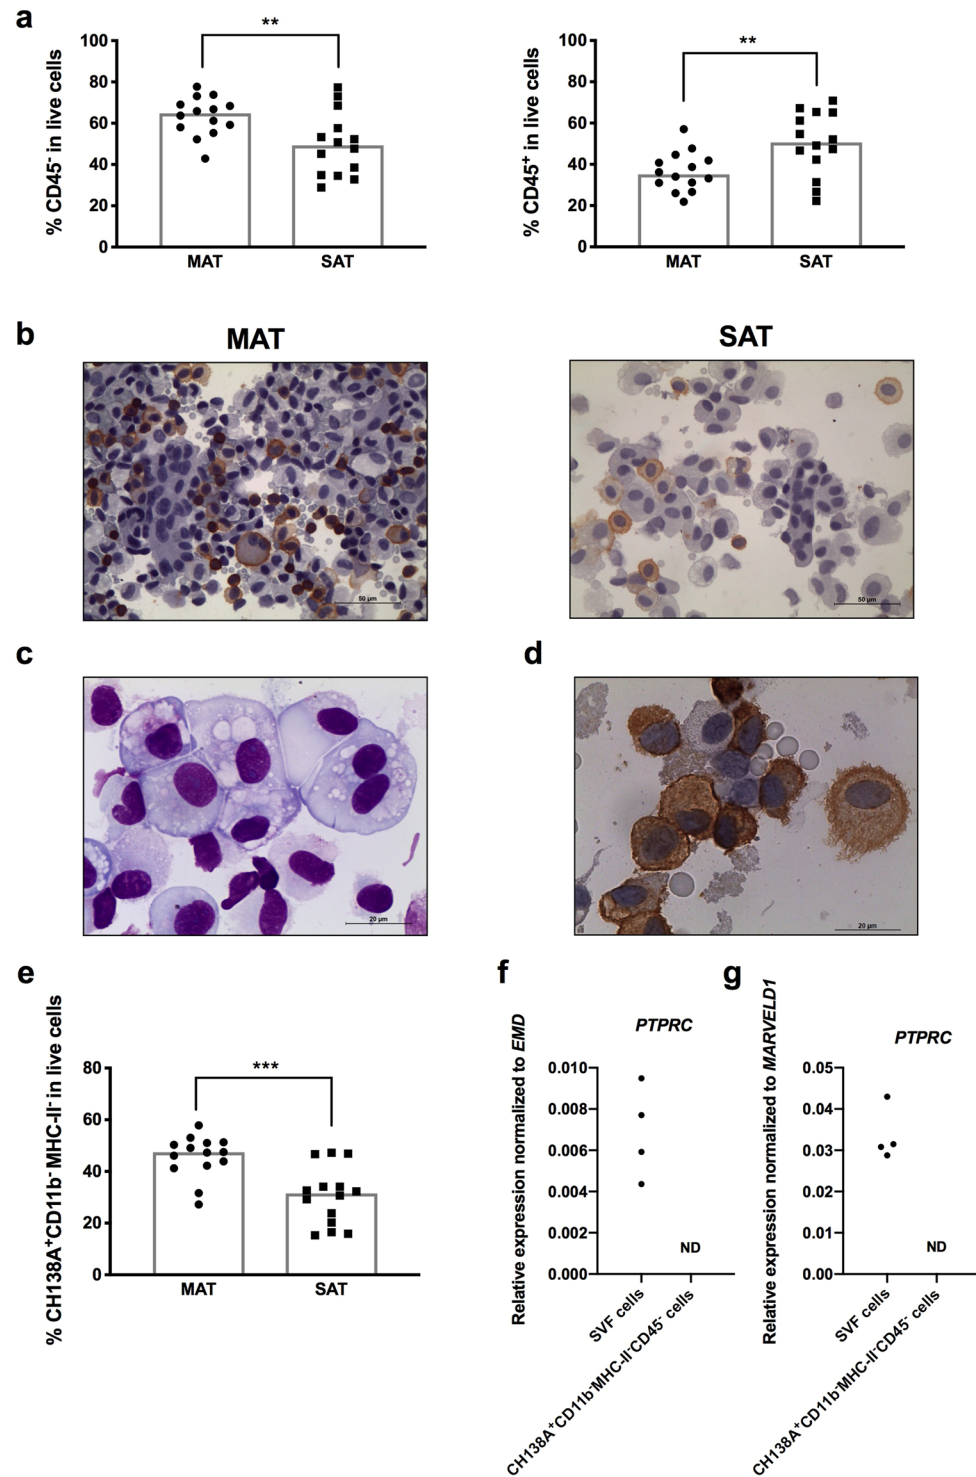 a
% CD45- in live cells
100
80
60
40
20
0
**
MAT
SAT
% CD45+ in live cells
100
80
60
40
20
0
**
MAT
SAT
b
MAT
SAT
50 µm
50 µm
c
d
20 µm
20 µm
e
% CH138A+CD11b- MHC-II- in live cells
80
60
40
20
0
***
MAT
SAT
f
Relative expression normalized to EMD
PTPRC
0.010
0.008
0.006
0.004
0.002
0.000
ND
SVF cells
CH138A+CD11b-MHC-II-CD45- cells
g
Relative expression normalized to MARVELD1
PTPRC
0.05
0.04
0.03
0.02
0.01
0.00
ND
SVF cells
CH138A+CD11b-MHC-II-CD45- cells